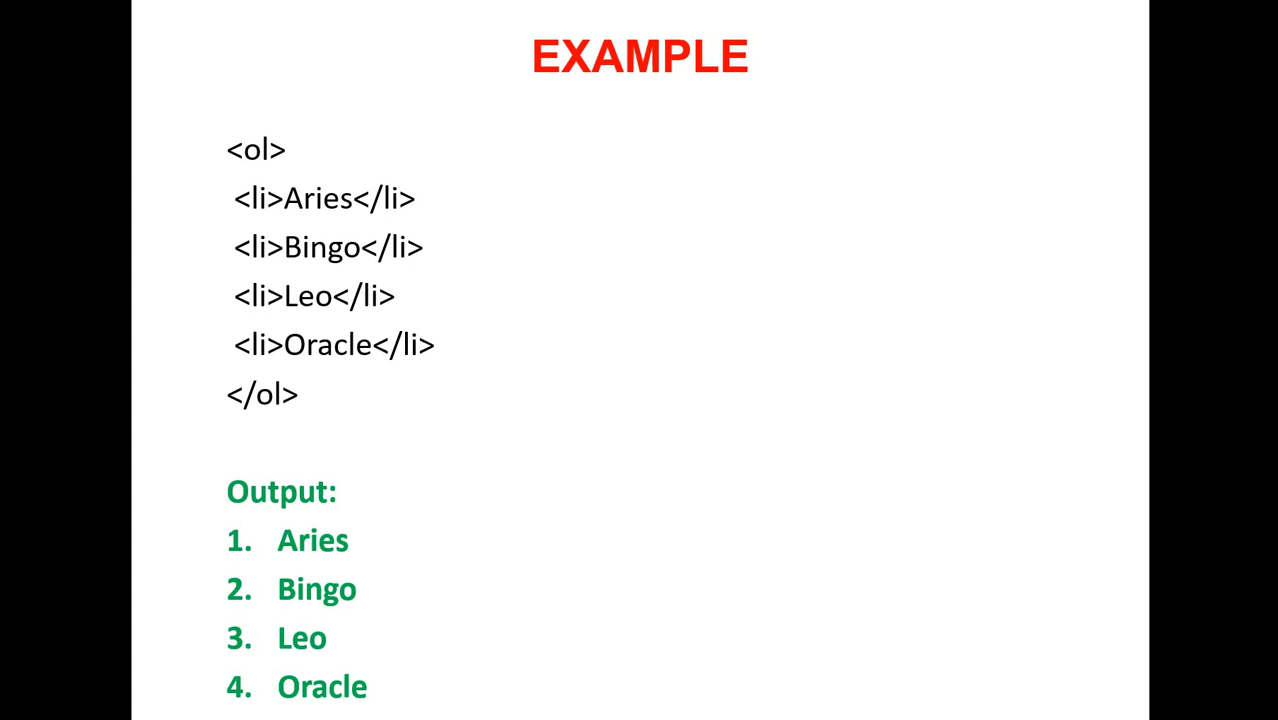 EXAMPLE
<ol>
<li>Aries</li>
<li>Bingo</li>
<li>Leo</li>
<li>Oracle</li>
</ol>
Output:
1. Aries
2. Bingo
3. Leo
4. Oracle